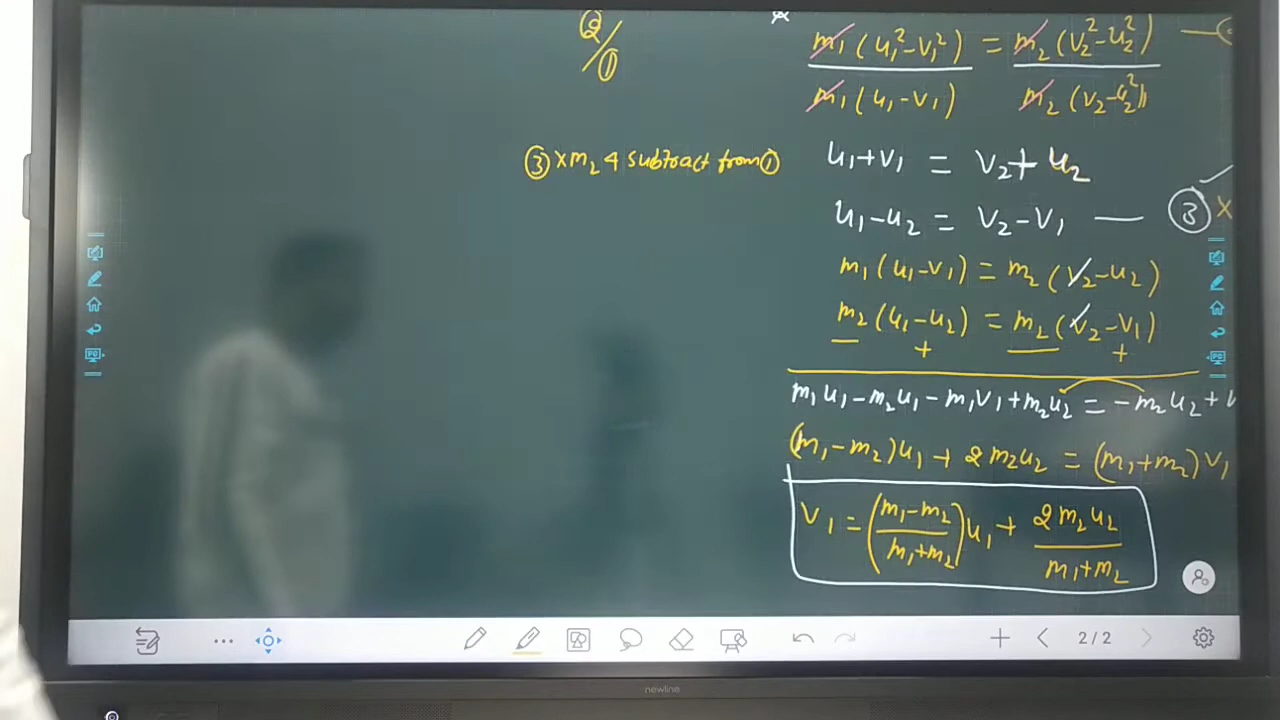 2/1
③ × m₂ & subtract from ①
m₁(u₁²-v₁²) = m₂(v₂²-u₂²) —
m₁(u₁-v₁) m₂(v₂-u₂²)
u₁+v₁ = v₂+u₂
u₁-u₂ = v₂-v₁ — ③ ×
m₁(u₁-v₁) = m₂(v₂-u₂)
m₂(u₁-u₂) = m₂(v₂-v₁)
— + — +
m₁u₁-m₂u₁-m₁v₁+m₂u₂ = -m₂u₂+
(m₁-m₂)u₁ + 2m₂u₂ = (m₁+m₂)v₁
v₁ = (m₁-m₂/m₁+m₂)u₁ + 2m₂u₂/m₁+m₂
2/2
newline